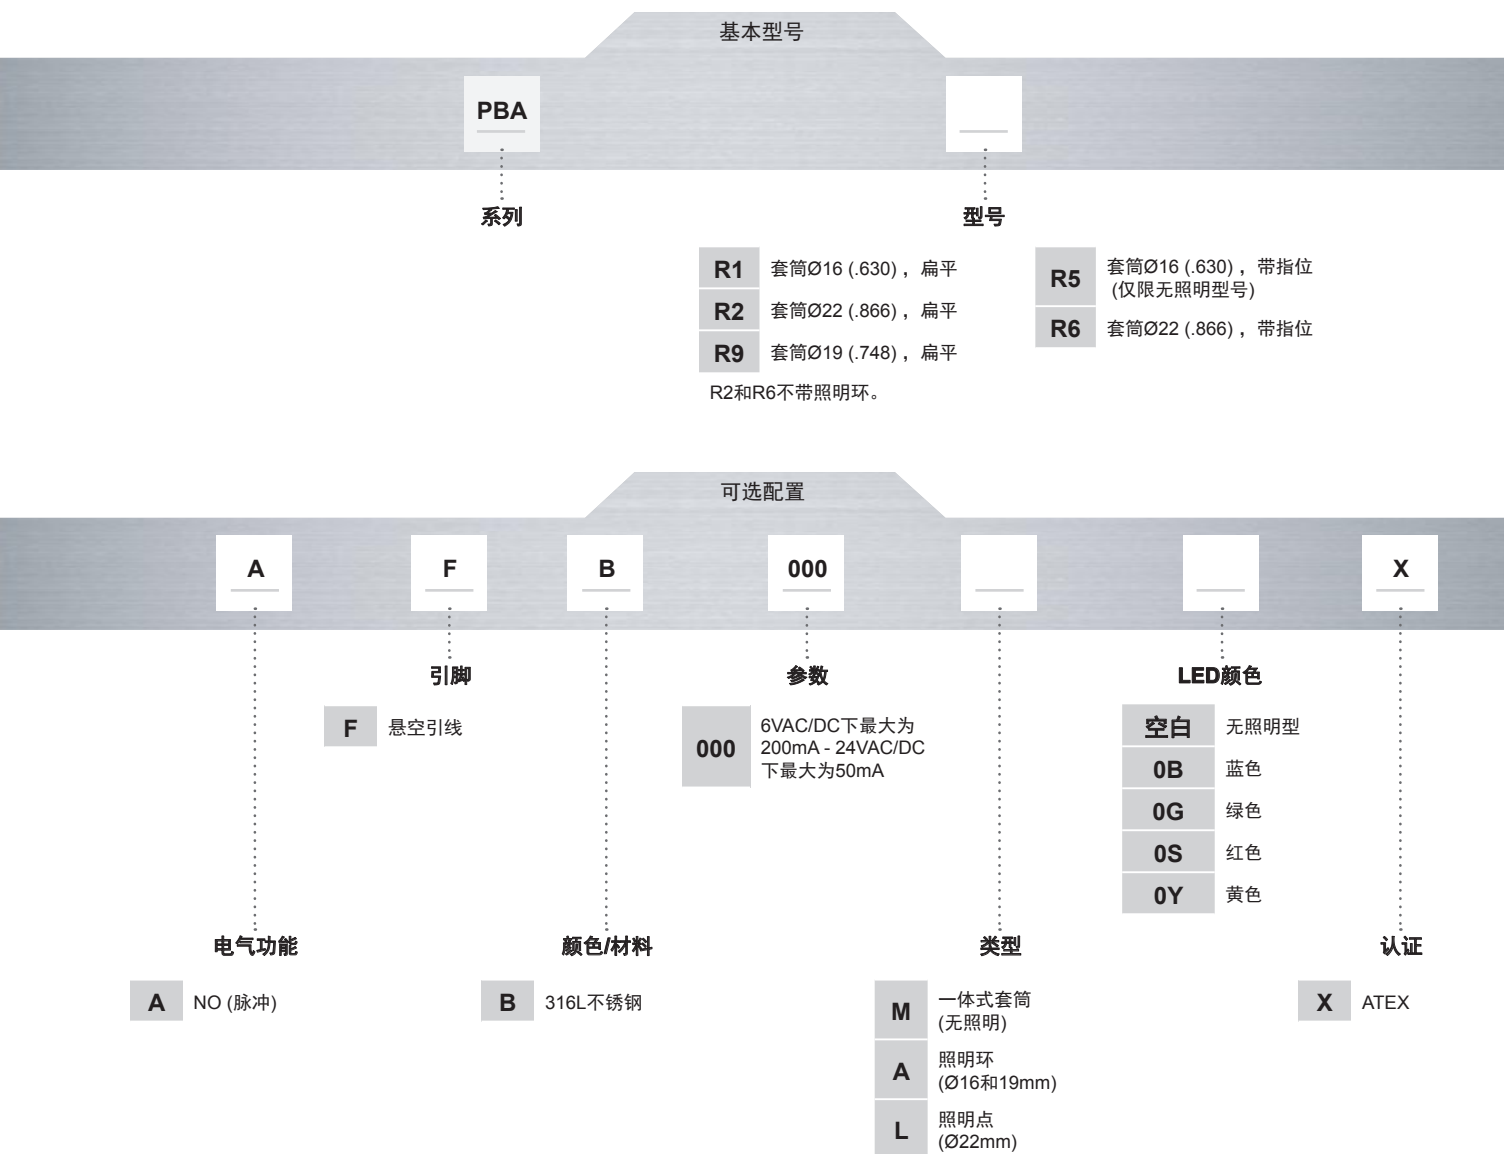 基本型号
PBA
系列
型号
R1 套筒Ø16 (.630) ，扁平
R2 套筒Ø22 (.866) ，扁平
R9 套筒Ø19 (.748) ，扁平
R5 套筒Ø16 (.630) ，带指位
(仅限无照明型号)
R6 套筒Ø22 (.866) ，带指位
R2和R6不带照明环。
可选配置
A F B 000 X
引脚
F 悬空引线
参数
000 6VAC/DC下最大为
200mA - 24VAC/DC
下最大为50mA
LED颜色
空白 无照明型
0B 蓝色
0G 绿色
0S 红色
0Y 黄色
电气功能
A NO (脉冲)
颜色/材料
B 316L不锈钢
类型
M 一体式套筒
(无照明)
A 照明环
(Ø16和19mm)
L 照明点
(Ø22mm)
认证
X ATEX